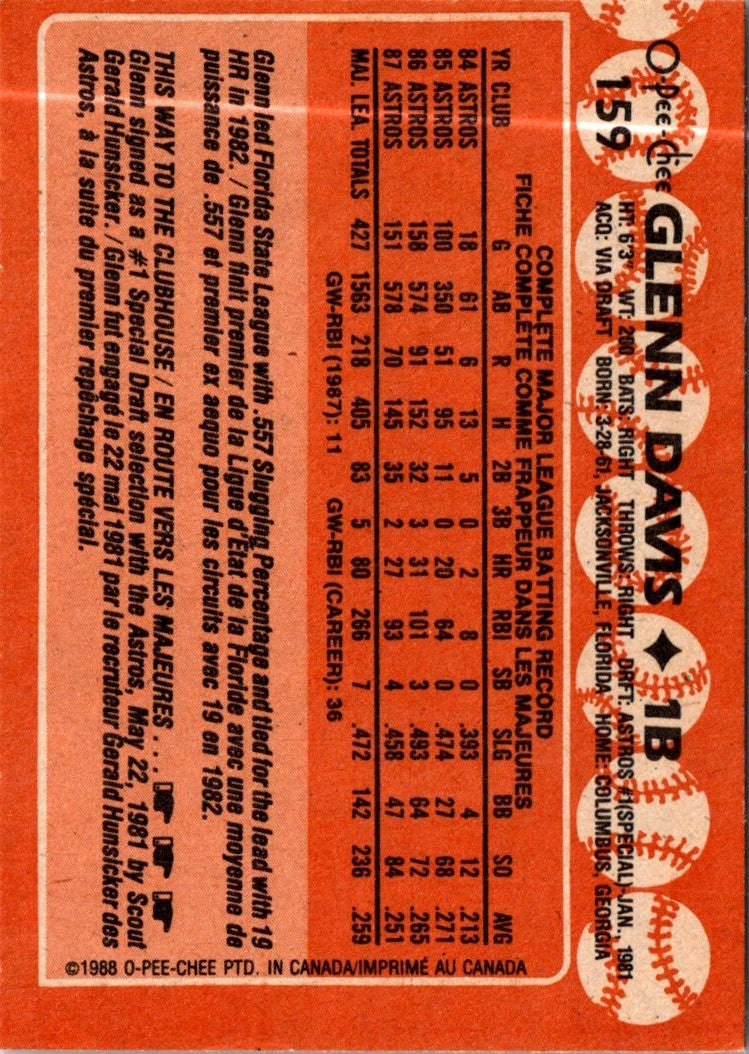 O-Pee-Chee
159
GLENN DAVIS ♦ 1B
HT: 6'3" WT: 200 BATS: RIGHT THROWS: RIGHT DRFT: ASTROS #1(SPECIAL)-JAN., 1981
ACQ: VIA DRAFT BORN: 3-28-61, JACKSONVILLE, FLORIDA HOME: COLUMBUS, GEORGIA
COMPLETE MAJOR LEAGUE BATTING RECORD
FICHE COMPLÈTE COMME FRAPPEUR DANS LES MAJEURES
YR CLUB G AB R H 2B 3B HR RBI SB SLG BB SO AVG
84 ASTROS 18 61 6 13 5 0 2 8 0 .393 4 12 .213
85 ASTROS 100 350 51 95 11 0 20 64 0 .474 27 68 .271
86 ASTROS 158 574 91 152 32 3 31 101 3 .493 64 72 .265
87 ASTROS 151 578 70 145 35 2 27 93 4 .458 47 84 .251
MAJ. LEA. TOTALS 427 1563 218 405 83 5 80 266 7 .472 142 236 .259
GW-RBI (1987): 11 GW-RBI (CAREER): 36
Glenn led Florida State League with .557 Slugging Percentage and tied for the lead with 19
HR in 1982. / Glenn finit premier de la Ligue d'État de la Floride avec une moyenne de
puissance de .557 et premier ex aequo pour les circuits avec 19 en 1982.
THIS WAY TO THE CLUBHOUSE / EN ROUTE VERS LES MAJEURES . . .
Glenn signed as a #1 Special Draft selection with the Astros, May, 22, 1981 by Scout
Gerald Hunsicker. / Glenn fut engagé le 22 mai 1981 par le recruteur Gerald Hunsicker des
Astros, à la suite du premier repêchage spécial.
©1988 O-PEE-CHEE PTD. IN CANADA/IMPRIMÉ AU CANADA